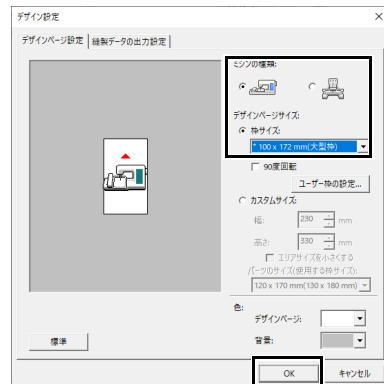 デザイン設定
デザインページ設定 縫製データの出力設定
ミシンの種類:
デザインページサイズ:
枠サイズ:
* 100 x 172 mm(大型枠)
90度回転
ユーザー枠の設定...
カスタムサイズ:
幅: 230 mm
高さ: 330 mm
エリアサイズを小さくする
パーツのサイズ(使用する枠サイズ):
120 x 170 mm(130 x 180 mm)
色:
デザインページ:
背景:
標準
OK キャンセル